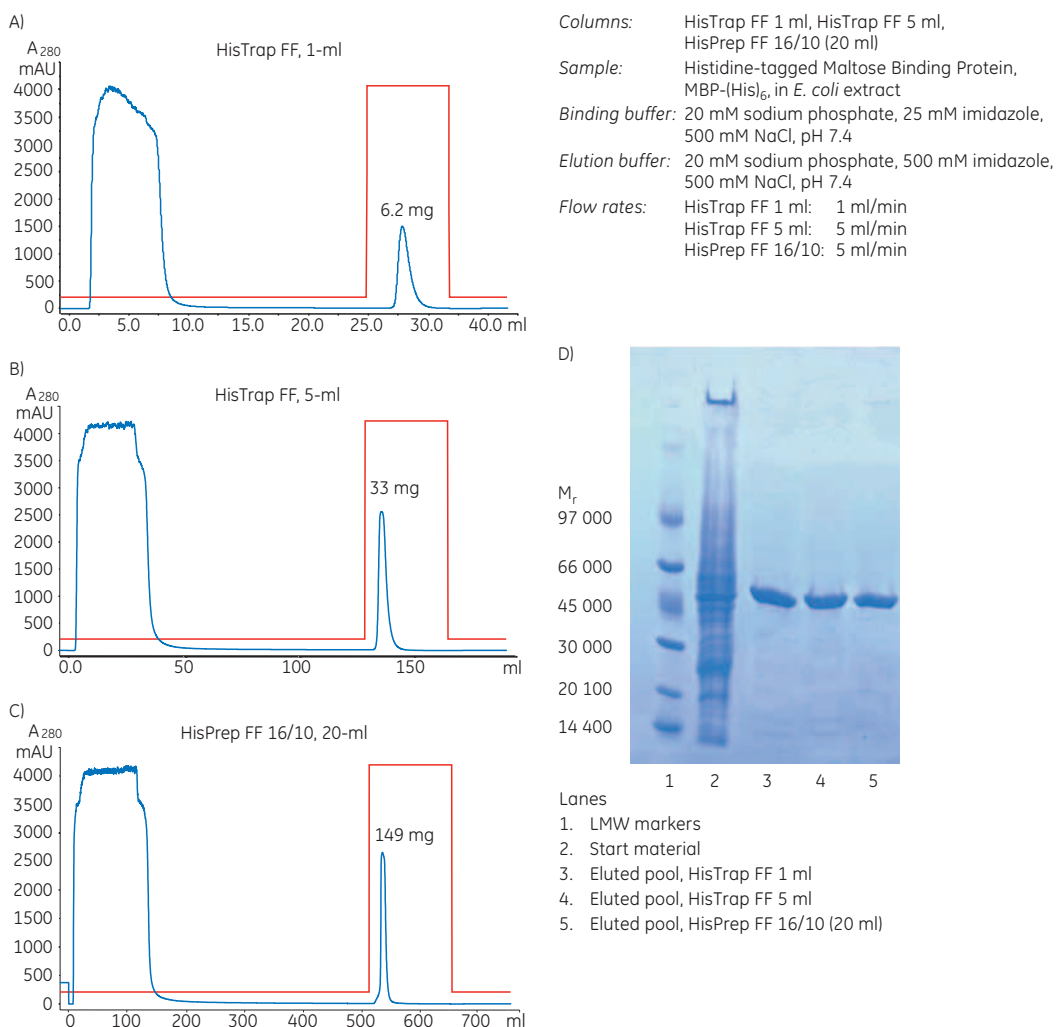 A)
HisTrap FF, 1-ml
A280
mAU
4000
3500
3000
2500
2000
1500
1000
500
0
6.2 mg
0.0 5.0 10.0 15.0 20.0 25.0 30.0 40.0 ml
B)
HisTrap FF, 5-ml
A280
mAU
4000
3500
3000
2500
2000
1500
1000
500
0
33 mg
0.0 50 100 150 ml
C)
HisPrep FF 16/10, 20-ml
A280
mAU
4000
3500
3000
2500
2000
1500
1000
500
0
149 mg
0 100 200 300 400 500 600 700 ml
Columns: HisTrap FF 1 ml, HisTrap FF 5 ml,
HisPrep FF 16/10 (20 ml)
Sample: Histidine-tagged Maltose Binding Protein,
MBP-(His)6, in E. coli extract
Binding buffer: 20 mM sodium phosphate, 25 mM imidazole,
500 mM NaCl, pH 7.4
Elution buffer: 20 mM sodium phosphate, 500 mM imidazole,
500 mM NaCl, pH 7.4
Flow rates: HisTrap FF 1 ml: 1 ml/min
HisTrap FF 5 ml: 5 ml/min
HisPrep FF 16/10: 5 ml/min
D)
Mr
97 000
66 000
45 000
30 000
20 100
14 400
1 2 3 4 5
Lanes
1. LMW markers
2. Start material
3. Eluted pool, HisTrap FF 1 ml
4. Eluted pool, HisTrap FF 5 ml
5. Eluted pool, HisPrep FF 16/10 (20 ml)